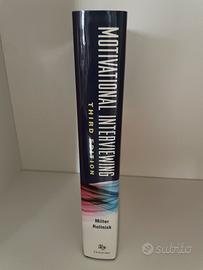 MOTIVATIONAL INTERVIEWING
THIRD EDITION
Miller
Rollnick
subito